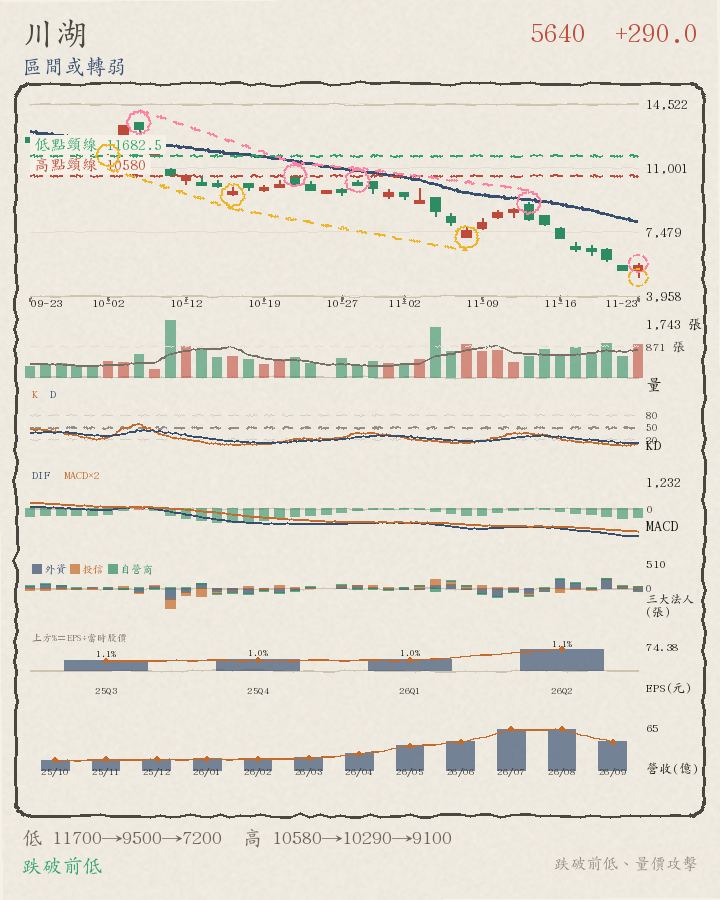 川湖
5640 +290.0
區間或轉弱
14,522
低點頸線 11682.5
高點頸線 10580
11,001
7,479
3,958
09-23 10-02 10-12 10-19 10-27 11-02 11-09 11-16 11-23
1,743 張
871 張
量
K D
80
50
20
KD
DIF MACD×2
1,232
0
MACD
外資 投信 自營商
510
0
三大法人
(張)
上方%=EPS÷當時股價
1.1% 1.0% 1.0% 1.1%
74.38
25Q3 25Q4 26Q1 26Q2
EPS(元)
65
25/10 25/11 25/12 26/01 26/02 26/03 26/04 26/05 26/06 26/07 26/08 26/09
營收(億)
低 11700→9500→7200 高 10580→10290→9100
跌破前低
跌破前低、量價攻擊